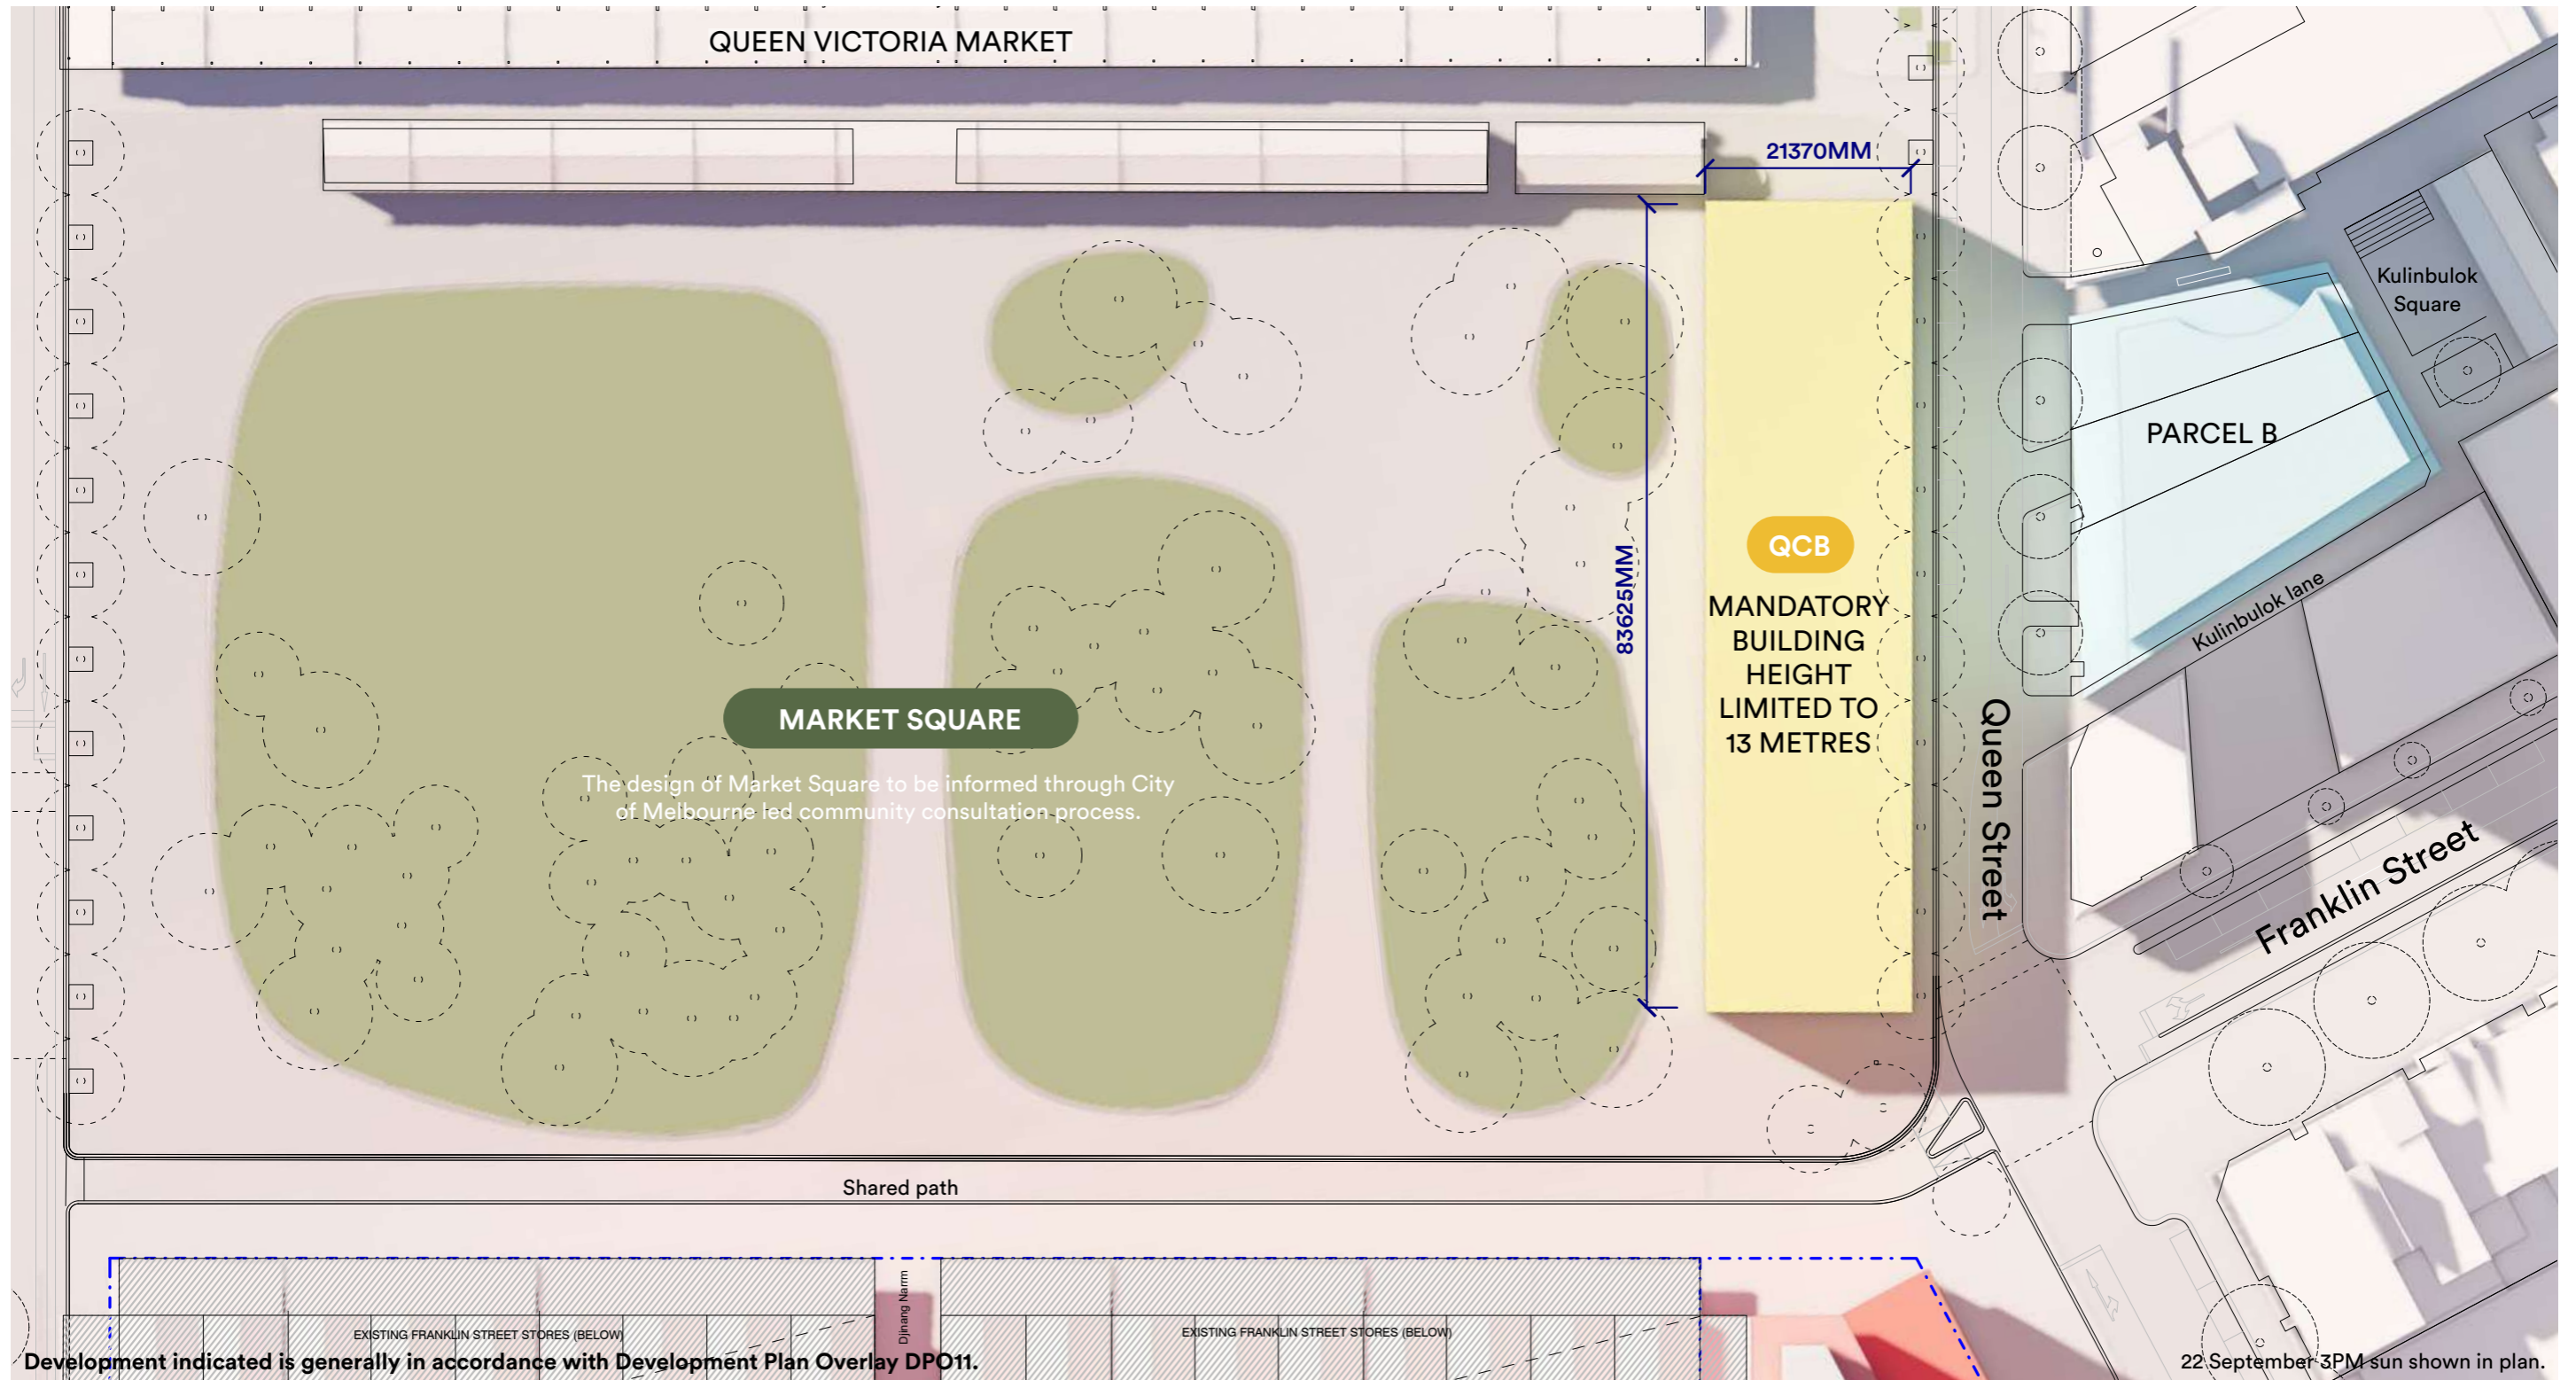 QUEEN VICTORIA MARKET
21370MM
Kulinbulok
Square
PARCEL B
83625MM
QCB
MANDATORY
BUILDING
HEIGHT
LIMITED TO
13 METRES
Kulinbulok lane
MARKET SQUARE
The design of Market Square to be informed through City
of Melbourne led community consultation process.
Queen Street
Franklin Street
Shared path
Djinang Narrm
EXISTING FRANKLIN STREET STORES (BELOW)
EXISTING FRANKLIN STREET STORES (BELOW)
Development indicated is generally in accordance with Development Plan Overlay DPO11.
22 September 3PM sun shown in plan.